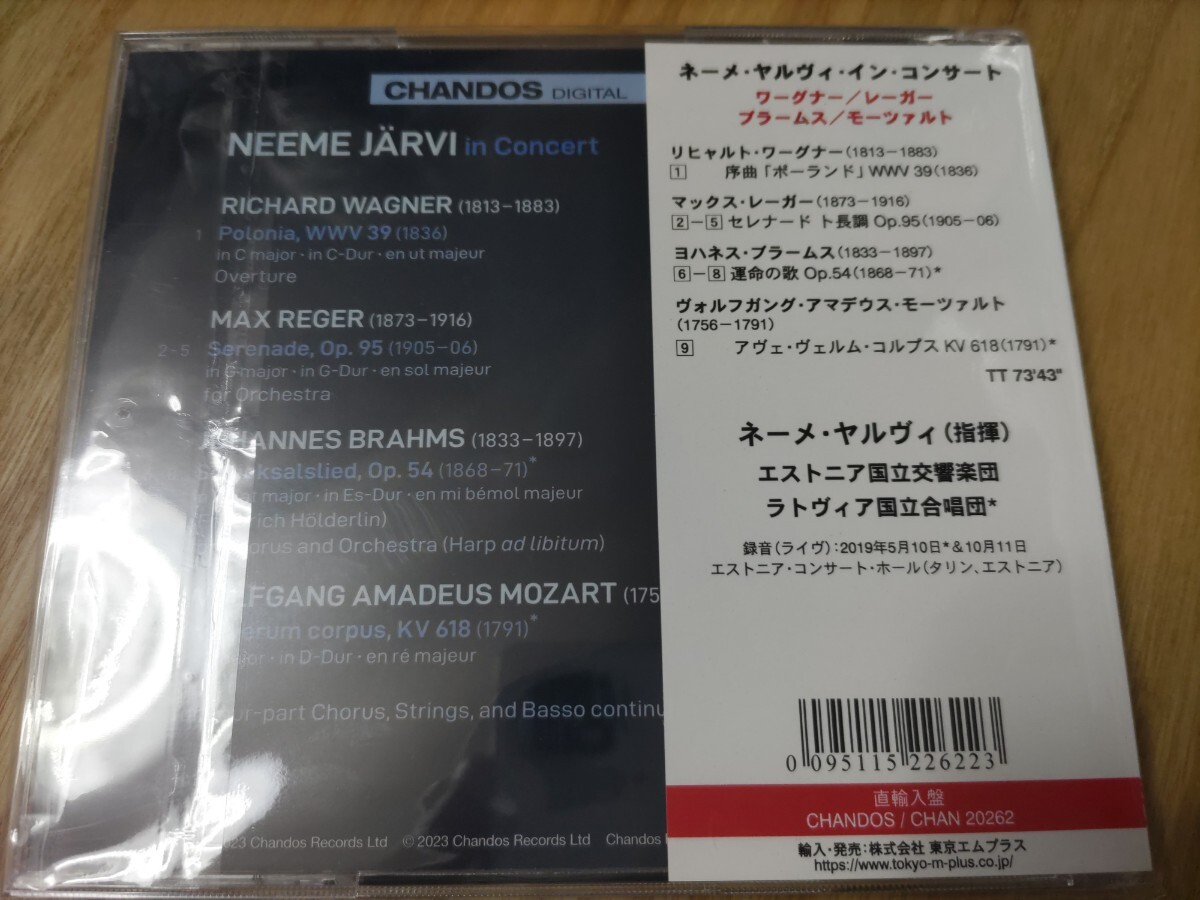 CHANDOS DIGITAL
NEEME JÄRVI in Concert
RICHARD WAGNER (1813–1883)
1 Polonia, WWV 39 (1836)
in C major · in C-Dur · en ut majeur
Overture
MAX REGER (1873–1916)
2-5 Serenade, Op. 95 (1905–06)
in G major · in G-Dur · en sol majeur
for Orchestra
HANNES BRAHMS (1833–1897)
ksalslied, Op. 54 (1868–71)*
major · in Es-Dur · en mi bémol majeur
rich Hölderlin)
orus and Orchestra (Harp ad libitum)
LFGANG AMADEUS MOZART (175
erum corpus, KV 618 (1791)*
ajor · in D-Dur · en ré majeur
ur-part Chorus, Strings, and Basso continu
2023 Chandos Records Ltd © 2023 Chandos Records Ltd Chandos
ネーメ・ヤルヴィ・イン・コンサート
ワーグナー/レーガー
ブラームス/モーツァルト
リヒャルト・ワーグナー(1813−1883)
1 序曲「ポーランド」WWV 39(1836)
マックス・レーガー(1873−1916)
2−5 セレナード ト長調 Op.95(1905−06)
ヨハネス・ブラームス(1833−1897)
6−8 運命の歌 Op.54(1868−71)*
ヴォルフガング・アマデウス・モーツァルト
(1756−1791)
9 アヴェ・ヴェルム・コルプス KV 618(1791)*
TT 73'43"
ネーメ・ヤルヴィ(指揮)
エストニア国立交響楽団
ラトヴィア国立合唱団*
録音(ライヴ):2019年5月10日*&10月11日
エストニア・コンサート・ホール(タリン、エストニア)
0 095115 226223
直輸入盤
CHANDOS / CHAN 20262
輸入・発売:株式会社 東京エムプラス
https://www.tokyo-m-plus.co.jp/